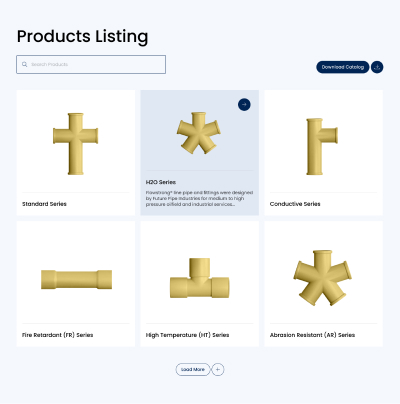 Products Listing
Search Products
Download Catalog
Standard Series
H2O Series
Fiberstrong® line pipe and fittings were designed
by Future Pipe Industries for medium to high
pressure oilfield and industrial services...
Conductive Series
Fire Retardant (FR) Series
High Temperature (HT) Series
Abrasion Resistant (AR) Series
Load More